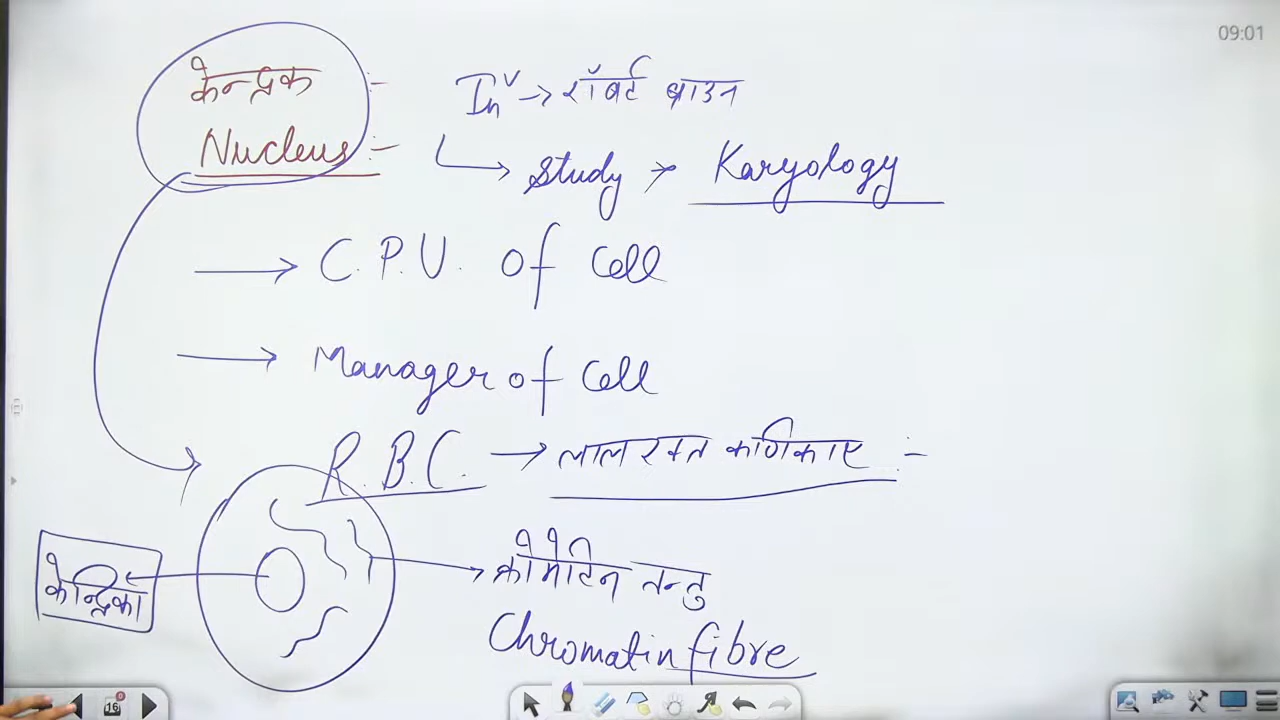 09:01
केन्द्रक :-
Nucleus :-
Inv → रॉबर्ट ब्राउन
→ Study → Karyology
→ C.P.U. of Cell
→ Manager of Cell
R.B.C. → लाल रक्त कणिकाए :-
क्रोमेटिन तन्तु
केन्द्रिका
Chromatin fibre
16